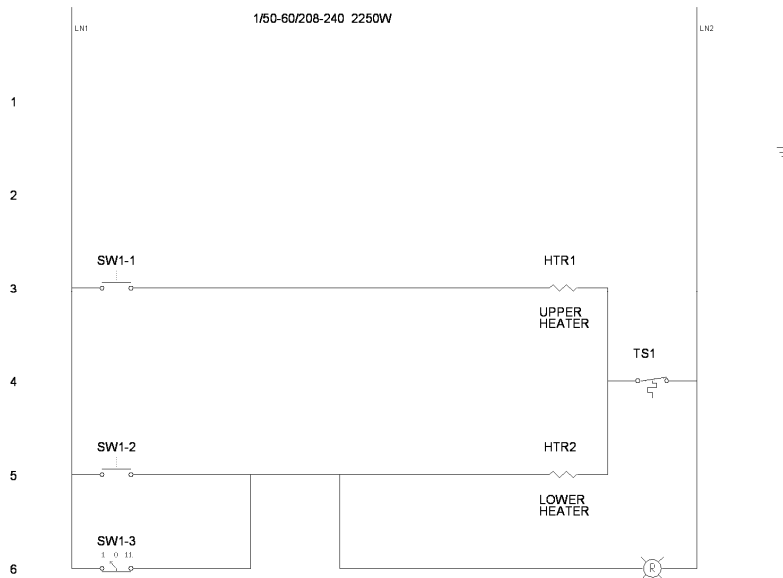 1/50-60/208-240 2250W
LN1
LN2
1
2
SW1-1
HTR1
3
UPPER
HEATER
TS1
4
SW1-2
HTR2
5
LOWER
HEATER
SW1-3
1 0 11
6
R